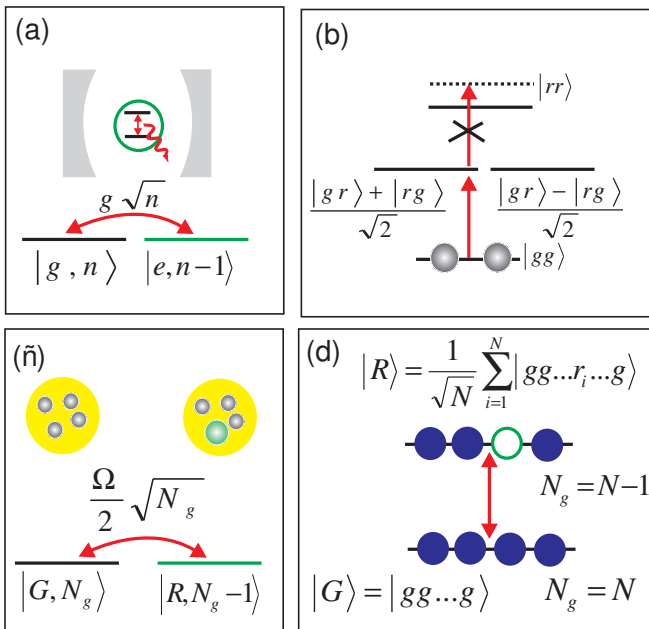 (a)
g √n
|g , n⟩ |e, n−1⟩
(b)
|rr⟩
|gr⟩+|rg⟩ / √2 |gr⟩−|rg⟩ / √2
|gg⟩
(ñ)
Ω/2 √N_g
|G, N_g⟩ |R, N_g −1⟩
(d)
|R⟩ = 1/√N ∑_{i=1}^{N} |gg...r_i...g⟩
N_g = N−1
|G⟩ = |gg...g⟩ N_g = N